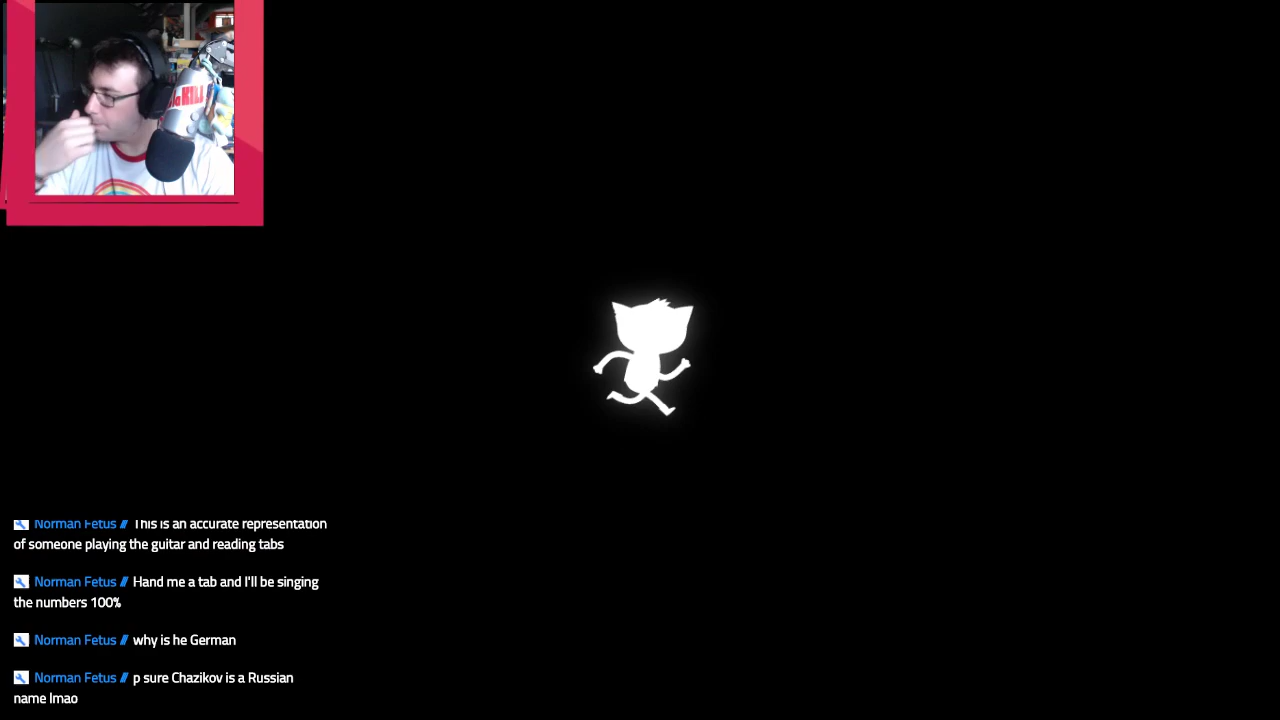 la KILL
Norman Fetus // This is an accurate representation
of someone playing the guitar and reading tabs
Norman Fetus // Hand me a tab and I'll be singing
the numbers 100%
Norman Fetus // why is he German
Norman Fetus // p sure Chazikov is a Russian
name lmao